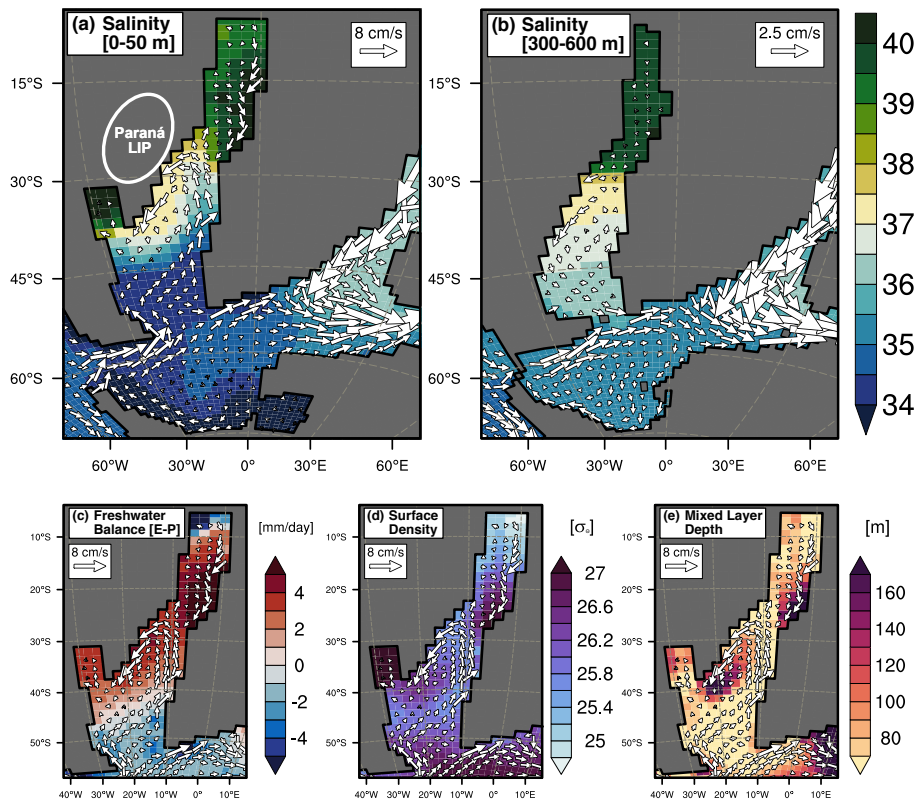 (a) Salinity
[0-50 m]
8 cm/s
(b) Salinity
[300-600 m]
2.5 cm/s
Paraná
LIP
15°S
30°S
45°S
60°S
60°W
30°W
0°
30°E
60°E
15°S
30°S
45°S
60°S
60°W
30°W
0°
30°E
60°E
40
39
38
37
36
35
34
(c) Freshwater
Balance [E-P]
8 cm/s
[mm/day]
4
2
0
-2
-4
10°S
20°S
30°S
40°S
50°S
40°W
30°W
20°W
10°W
0°
10°E
(d) Surface
Density
8 cm/s
27
26.6
26.2
25.8
25.4
25
10°S
20°S
30°S
40°S
50°S
40°W
30°W
20°W
10°W
0°
10°E
(e) Mixed Layer
Depth
8 cm/s
[m]
160
140
120
100
80
10°S
20°S
30°S
40°S
50°S
40°W
30°W
20°W
10°W
0°
10°E